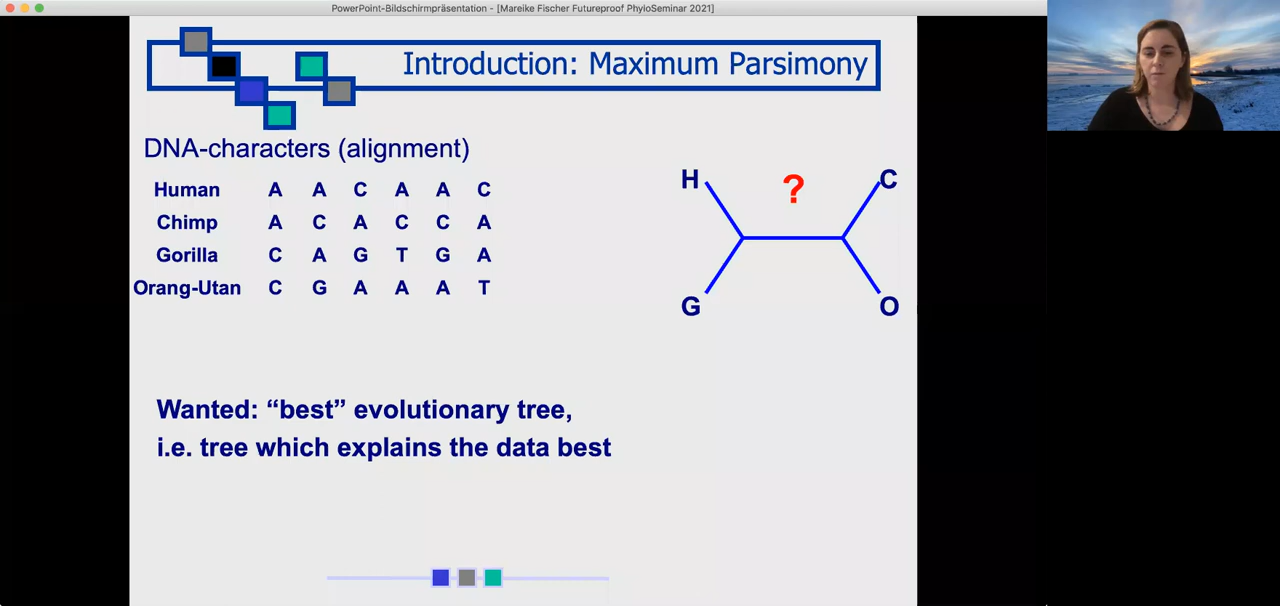 PowerPoint-Bildschirmpräsentation - [Mareike Fischer Futureproof PhyloSeminar 2021]
Introduction: Maximum Parsimony
DNA-characters (alignment)
Human A A C A A C
Chimp A C A C C A
Gorilla C A G T G A
Orang-Utan C G A A A T
H ? C
G O
Wanted: “best” evolutionary tree,
i.e. tree which explains the data best